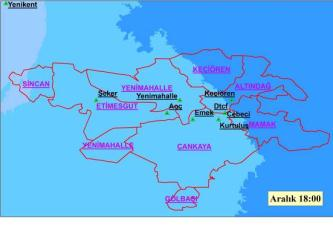 Yenikent
KEÇİÖREN
SİNCAN
Şeker
YENİMAHALLE
ALTINDAĞ
Yenimahalle
Keçiören
ETİMESGUT
Aoç
Dtcf
Emek
Cebeci
Kurtuluş
MAMAK
YENİMAHALLE
ÇANKAYA
GÖLBAŞI
Aralık 18:00